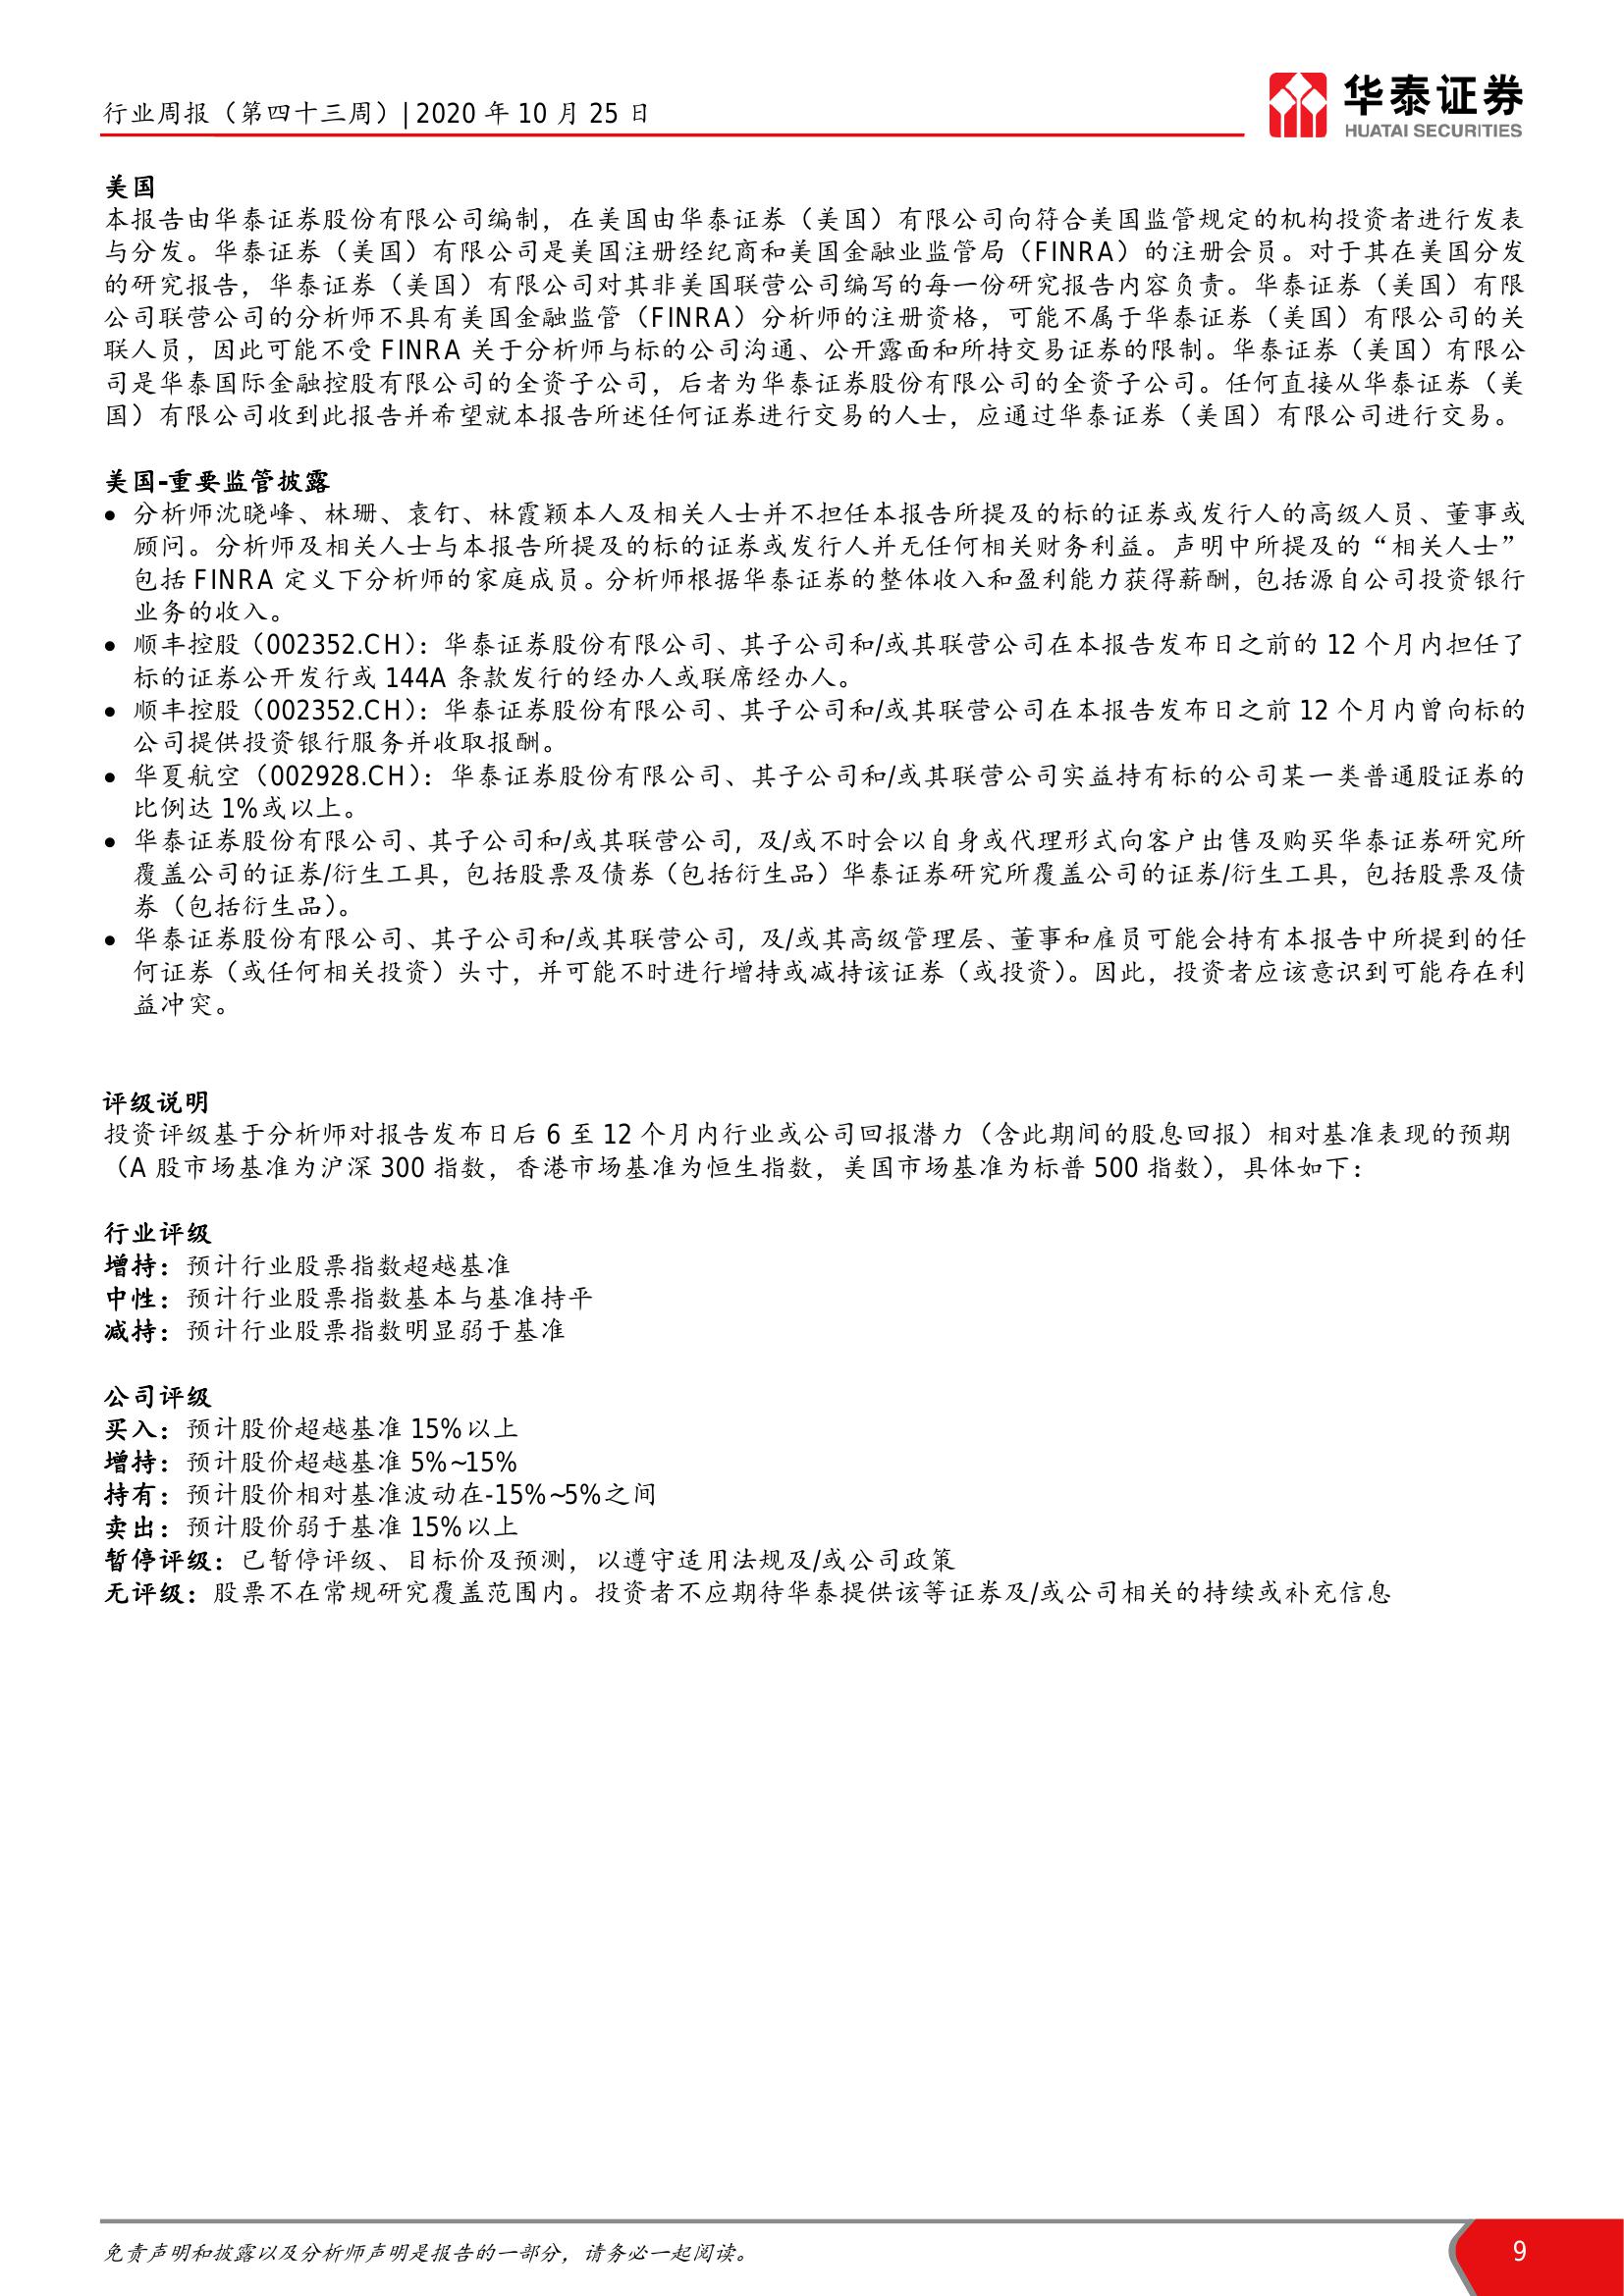 行业周报（第四十三周）| 2020 年 10 月 25 日
华泰证券
HUATAI SECURITIES
美国
本报告由华泰证券股份有限公司编制，在美国由华泰证券（美国）有限公司向符合美国监管规定的机构投资者进行发表
与分发。华泰证券（美国）有限公司是美国注册经纪商和美国金融业监管局（FINRA）的注册会员。对于其在美国分发
的研究报告，华泰证券（美国）有限公司对其非美国联营公司编写的每一份研究报告内容负责。华泰证券（美国）有限
公司联营公司的分析师不具有美国金融监管（FINRA）分析师的注册资格，可能不属于华泰证券（美国）有限公司的关
联人员，因此可能不受 FINRA 关于分析师与标的公司沟通、公开露面和所持交易证券的限制。华泰证券（美国）有限公
司是华泰国际金融控股有限公司的全资子公司，后者为华泰证券股份有限公司的全资子公司。任何直接从华泰证券（美
国）有限公司收到此报告并希望就本报告所述任何证券进行交易的人士，应通过华泰证券（美国）有限公司进行交易。
美国-重要监管披露
● 分析师沈晓峰、林珊、袁钉、林霞颖本人及相关人士并不担任本报告所提及的标的证券或发行人的高级人员、董事或
顾问。分析师及相关人士与本报告所提及的标的证券或发行人并无任何相关财务利益。声明中所提及的“相关人士”
包括 FINRA 定义下分析师的家庭成员。分析师根据华泰证券的整体收入和盈利能力获得薪酬，包括源自公司投资银行
业务的收入。
● 顺丰控股（002352.CH）：华泰证券股份有限公司、其子公司和/或其联营公司在本报告发布日之前的 12 个月内担任了
标的证券公开发行或 144A 条款发行的经办人或联席经办人。
● 顺丰控股（002352.CH）：华泰证券股份有限公司、其子公司和/或其联营公司在本报告发布日之前 12 个月内曾向标的
公司提供投资银行服务并收取报酬。
● 华夏航空（002928.CH）：华泰证券股份有限公司、其子公司和/或其联营公司实益持有标的公司某一类普通股证券的
比例达 1%或以上。
● 华泰证券股份有限公司、其子公司和/或其联营公司, 及/或不时会以自身或代理形式向客户出售及购买华泰证券研究所
覆盖公司的证券/衍生工具，包括股票及债券（包括衍生品）华泰证券研究所覆盖公司的证券/衍生工具，包括股票及债
券（包括衍生品）。
● 华泰证券股份有限公司、其子公司和/或其联营公司, 及/或其高级管理层、董事和雇员可能会持有本报告中所提到的任
何证券（或任何相关投资）头寸，并可能不时进行增持或减持该证券（或投资）。因此，投资者应该意识到可能存在利
益冲突。
评级说明
投资评级基于分析师对报告发布日后 6 至 12 个月内行业或公司回报潜力（含此期间的股息回报）相对基准表现的预期
（A 股市场基准为沪深 300 指数，香港市场基准为恒生指数，美国市场基准为标普 500 指数），具体如下：
行业评级
增持：预计行业股票指数超越基准
中性：预计行业股票指数基本与基准持平
减持：预计行业股票指数明显弱于基准
公司评级
买入：预计股价超越基准 15%以上
增持：预计股价超越基准 5%~15%
持有：预计股价相对基准波动在-15%~5%之间
卖出：预计股价弱于基准 15%以上
暂停评级：已暂停评级、目标价及预测，以遵守适用法规及/或公司政策
无评级：股票不在常规研究覆盖范围内。投资者不应期待华泰提供该等证券及/或公司相关的持续或补充信息
免责声明和披露以及分析师声明是报告的一部分，请务必一起阅读。
9